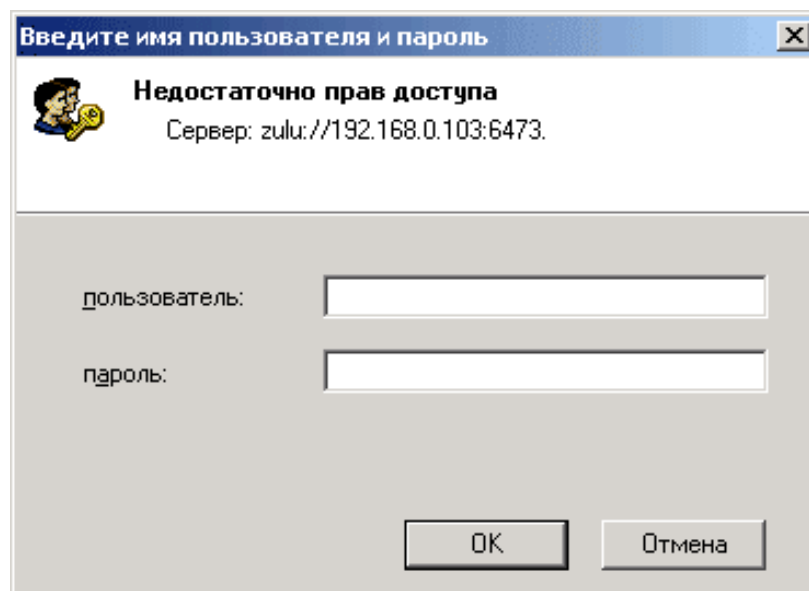 Введите имя пользователя и пароль
Недостаточно прав доступа
Сервер: zulu://192.168.0.103:6473.
пользователь:
пароль:
OK
Отмена